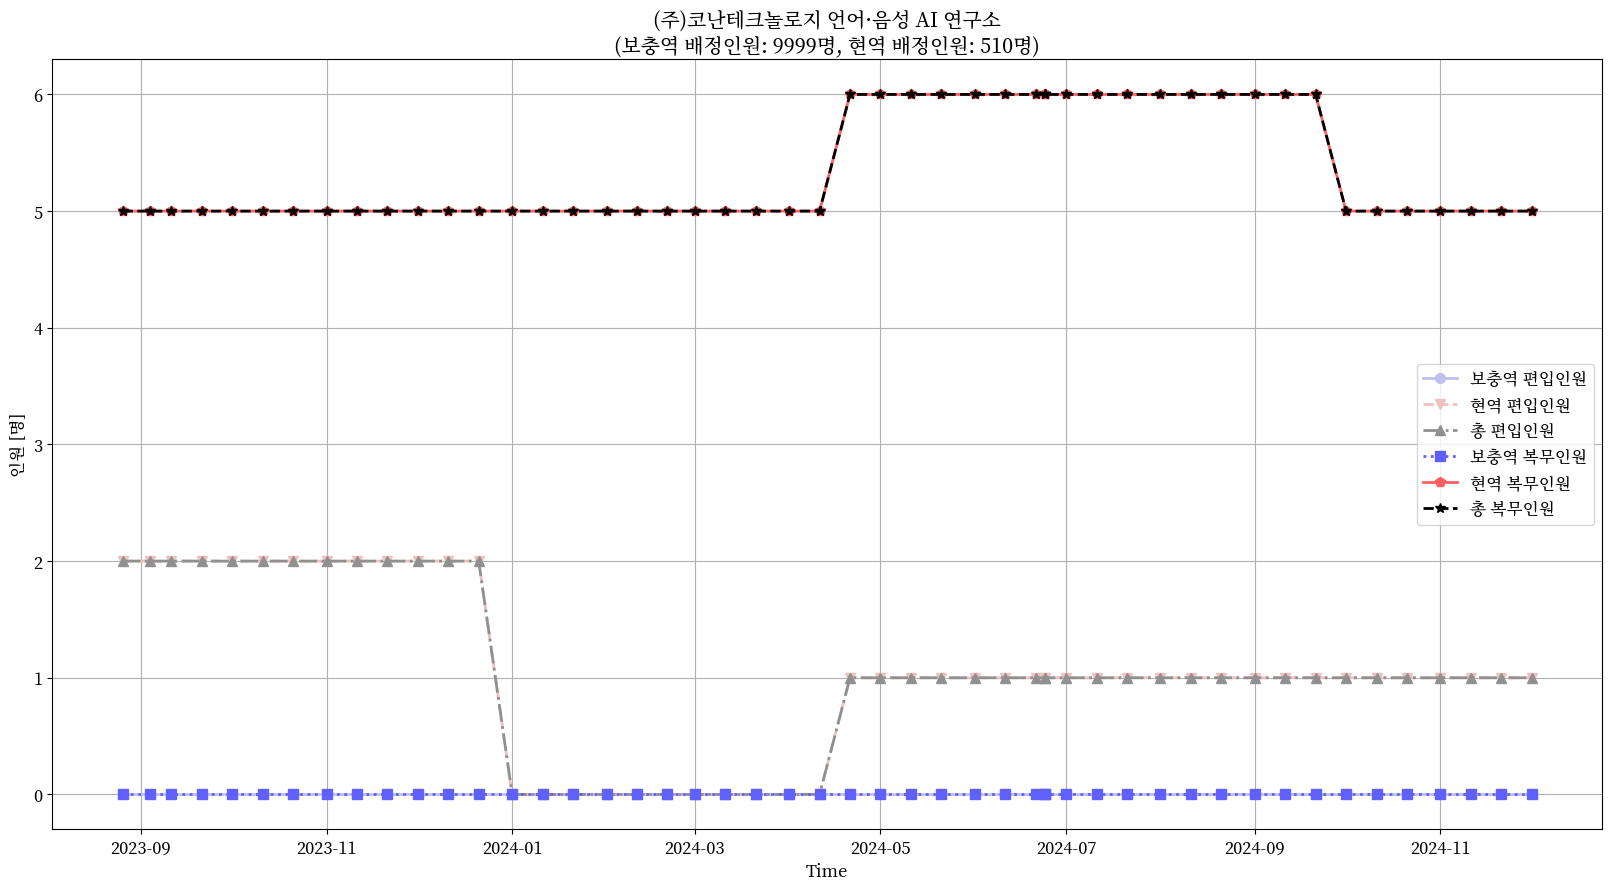 (주)코난테크놀로지 언어·음성 AI 연구소
(보충역 배정인원: 9999명, 현역 배정인원: 510명)
인원 [명]
6
5
4
3
2
1
0
보충역 편입인원
현역 편입인원
총 편입인원
보충역 복무인원
현역 복무인원
총 복무인원
2023-09 2023-11 2024-01 2024-03 2024-05 2024-07 2024-09 2024-11
Time